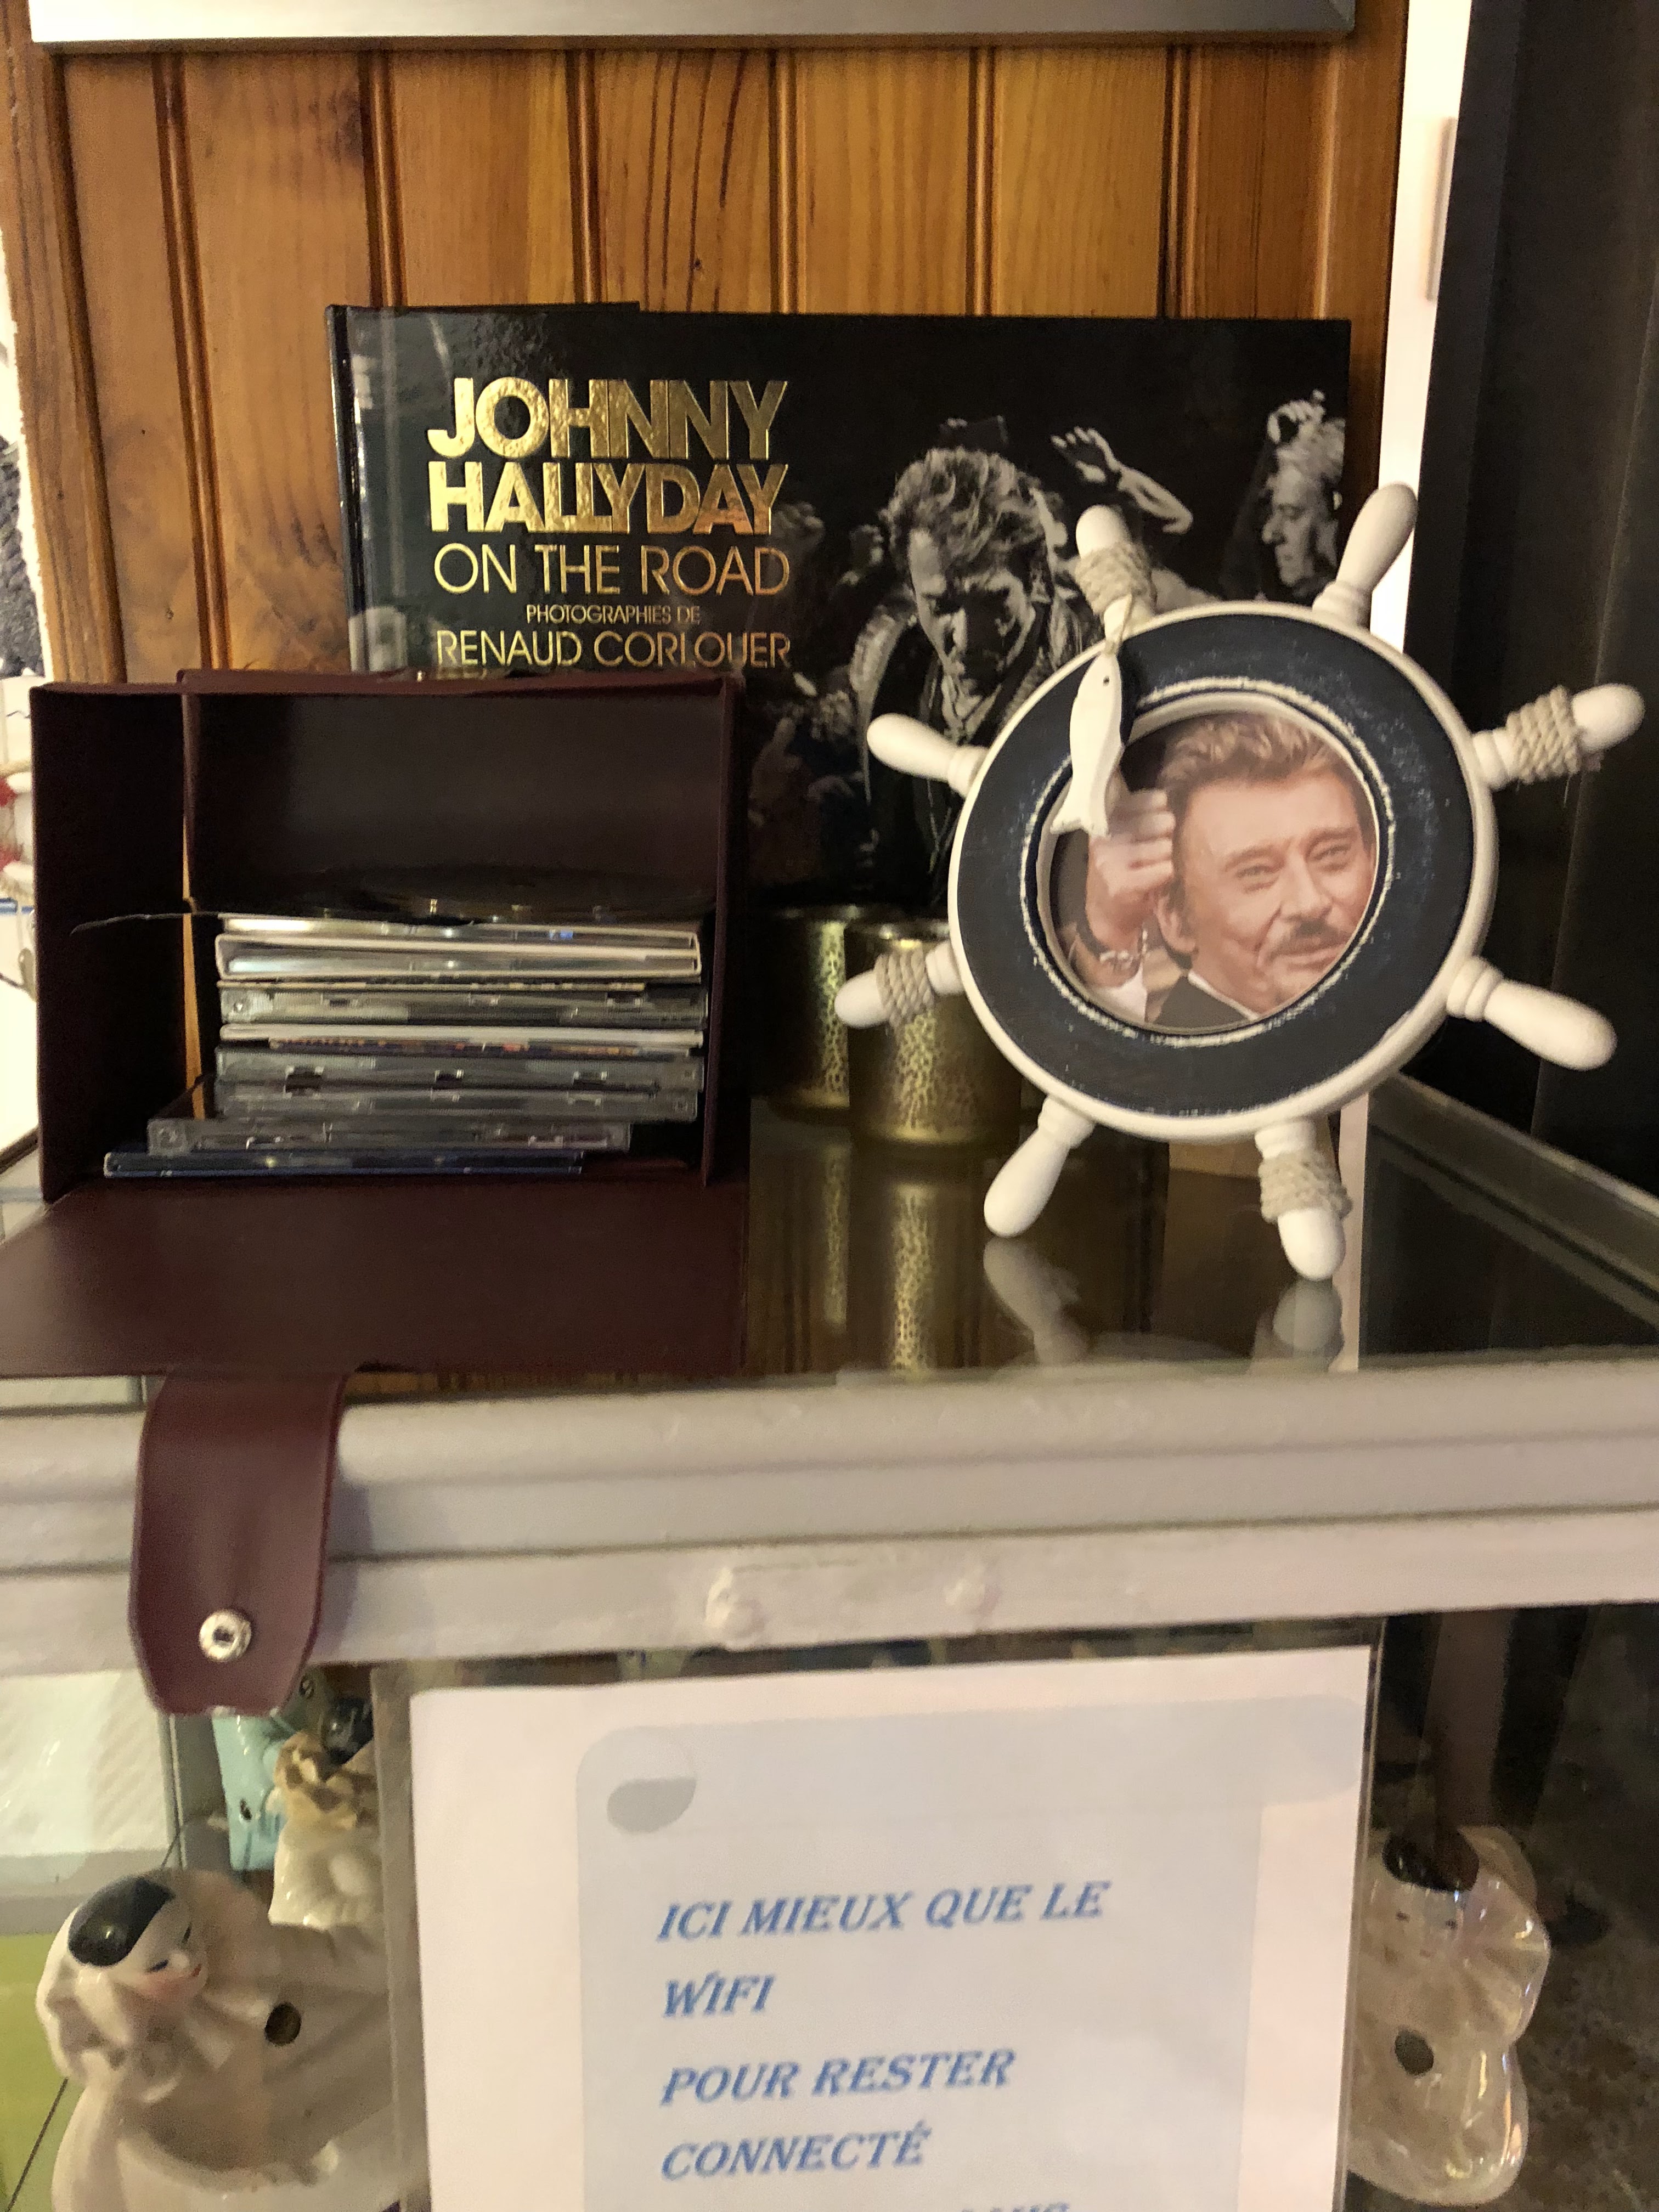 JOHNNY
HALLYDAY
ON THE ROAD
PHOTOGRAPHIES DE
RENAUD CORLOUER
ICI MIEUX QUE LE
WIFI
POUR RESTER
CONNECTÉ